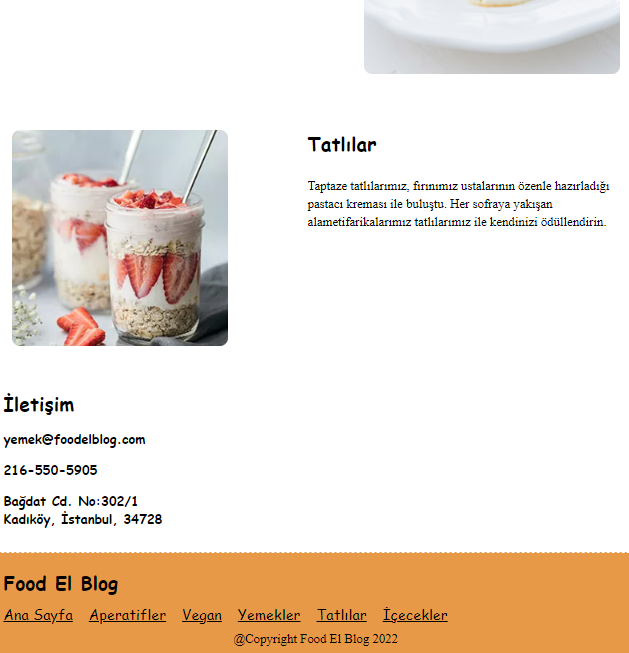 Tatlılar
Taptaze tatlılarımız, fırınımız ustalarının özenle hazırladığı
pastacı kreması ile buluştu. Her sofraya yakışan
alametifarikalarımız tatlılarımız ile kendinizi ödüllendirin.
İletişim
yemek@foodelblog.com
216-550-5905
Bağdat Cd. No:302/1
Kadıköy, İstanbul, 34728
Food El Blog
Ana Sayfa Aperatifler Vegan Yemekler Tatlılar İçecekler
@Copyright Food El Blog 2022